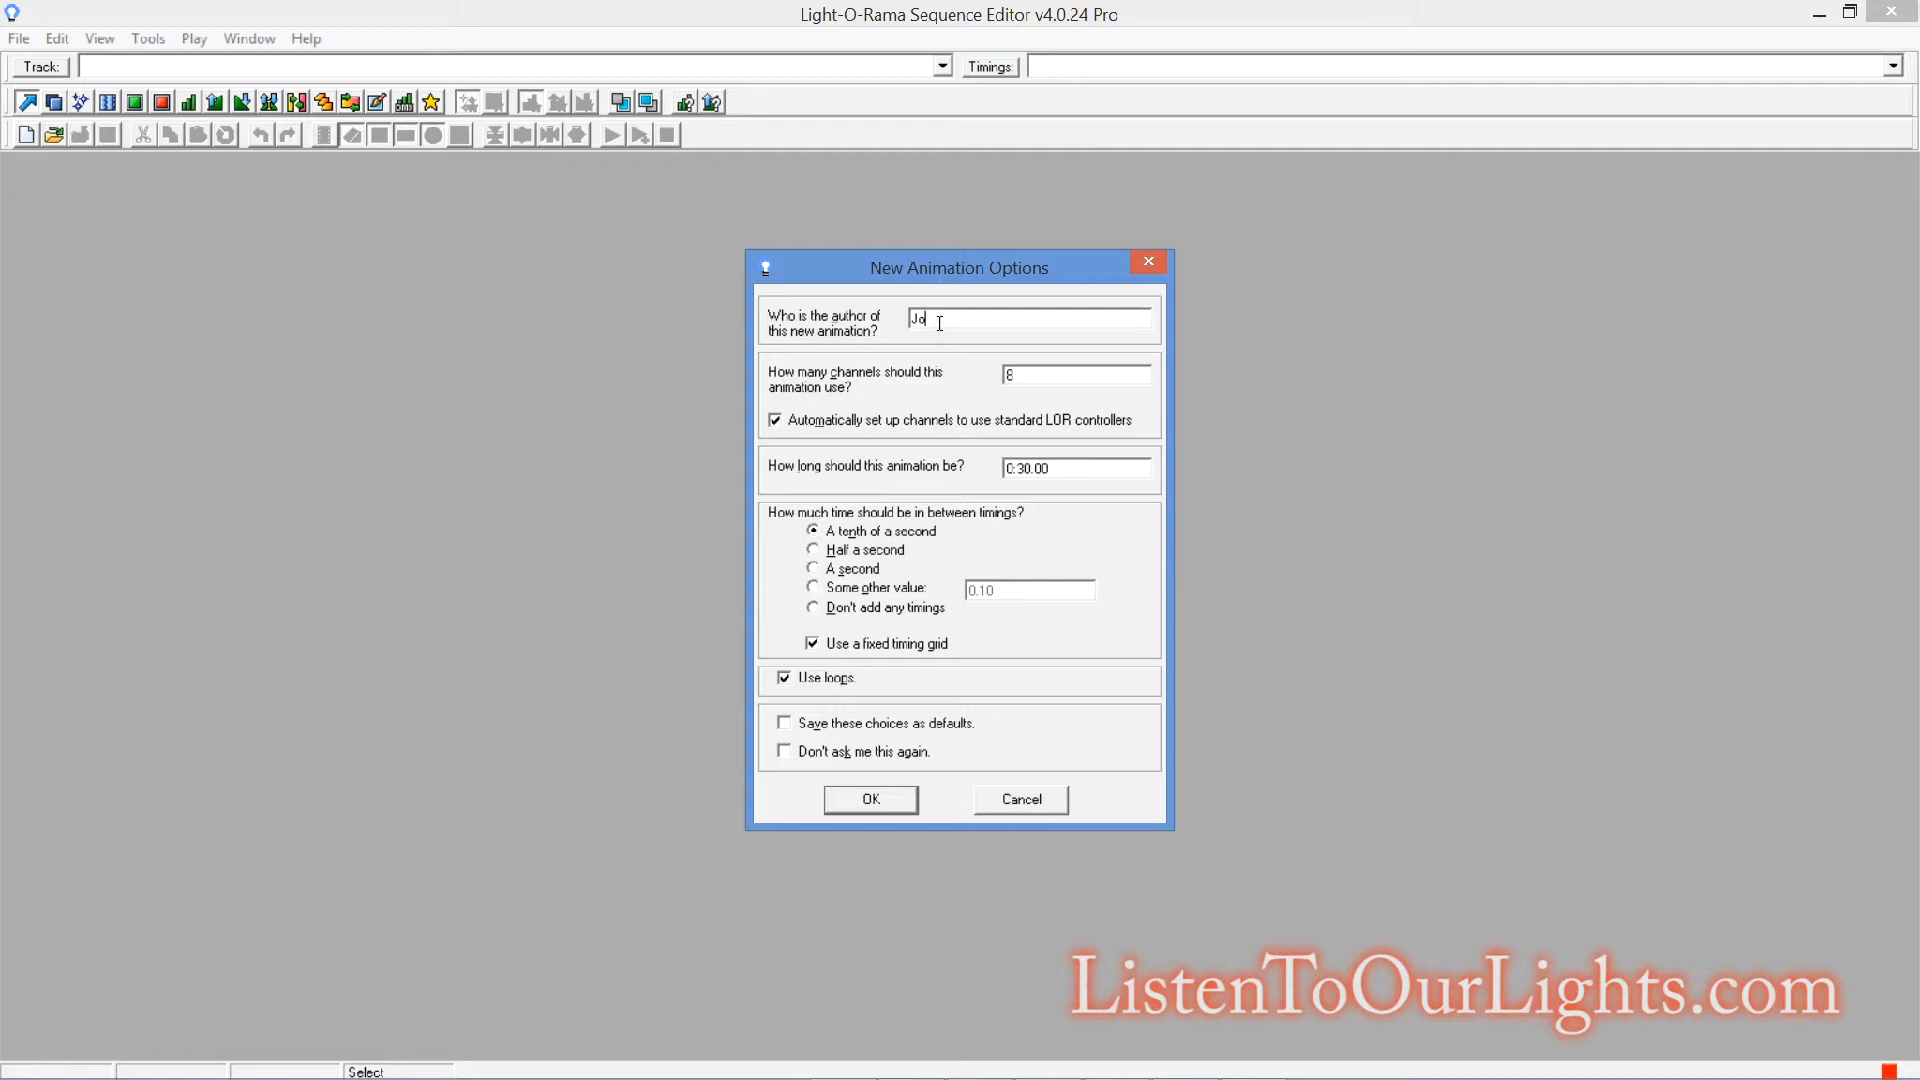 Light-O-Rama Sequence Editor v4.0.24 Pro
File Edit View Tools Play Window Help
Track: Timings:
New Animation Options
Who is the author of
this new animation?
Jo
How many channels should this
animation use?
8
Automatically set up channels to use standard LOR controllers
How long should this animation be?
0:30.00
How much time should be in between timings?
A tenth of a second
Half a second
A second
Some other value:
0.10
Don't add any timings
Use a fixed timing grid
Use loops.
Save these choices as defaults.
Don't ask me this again.
OK Cancel
ListenToOurLights.com
Select